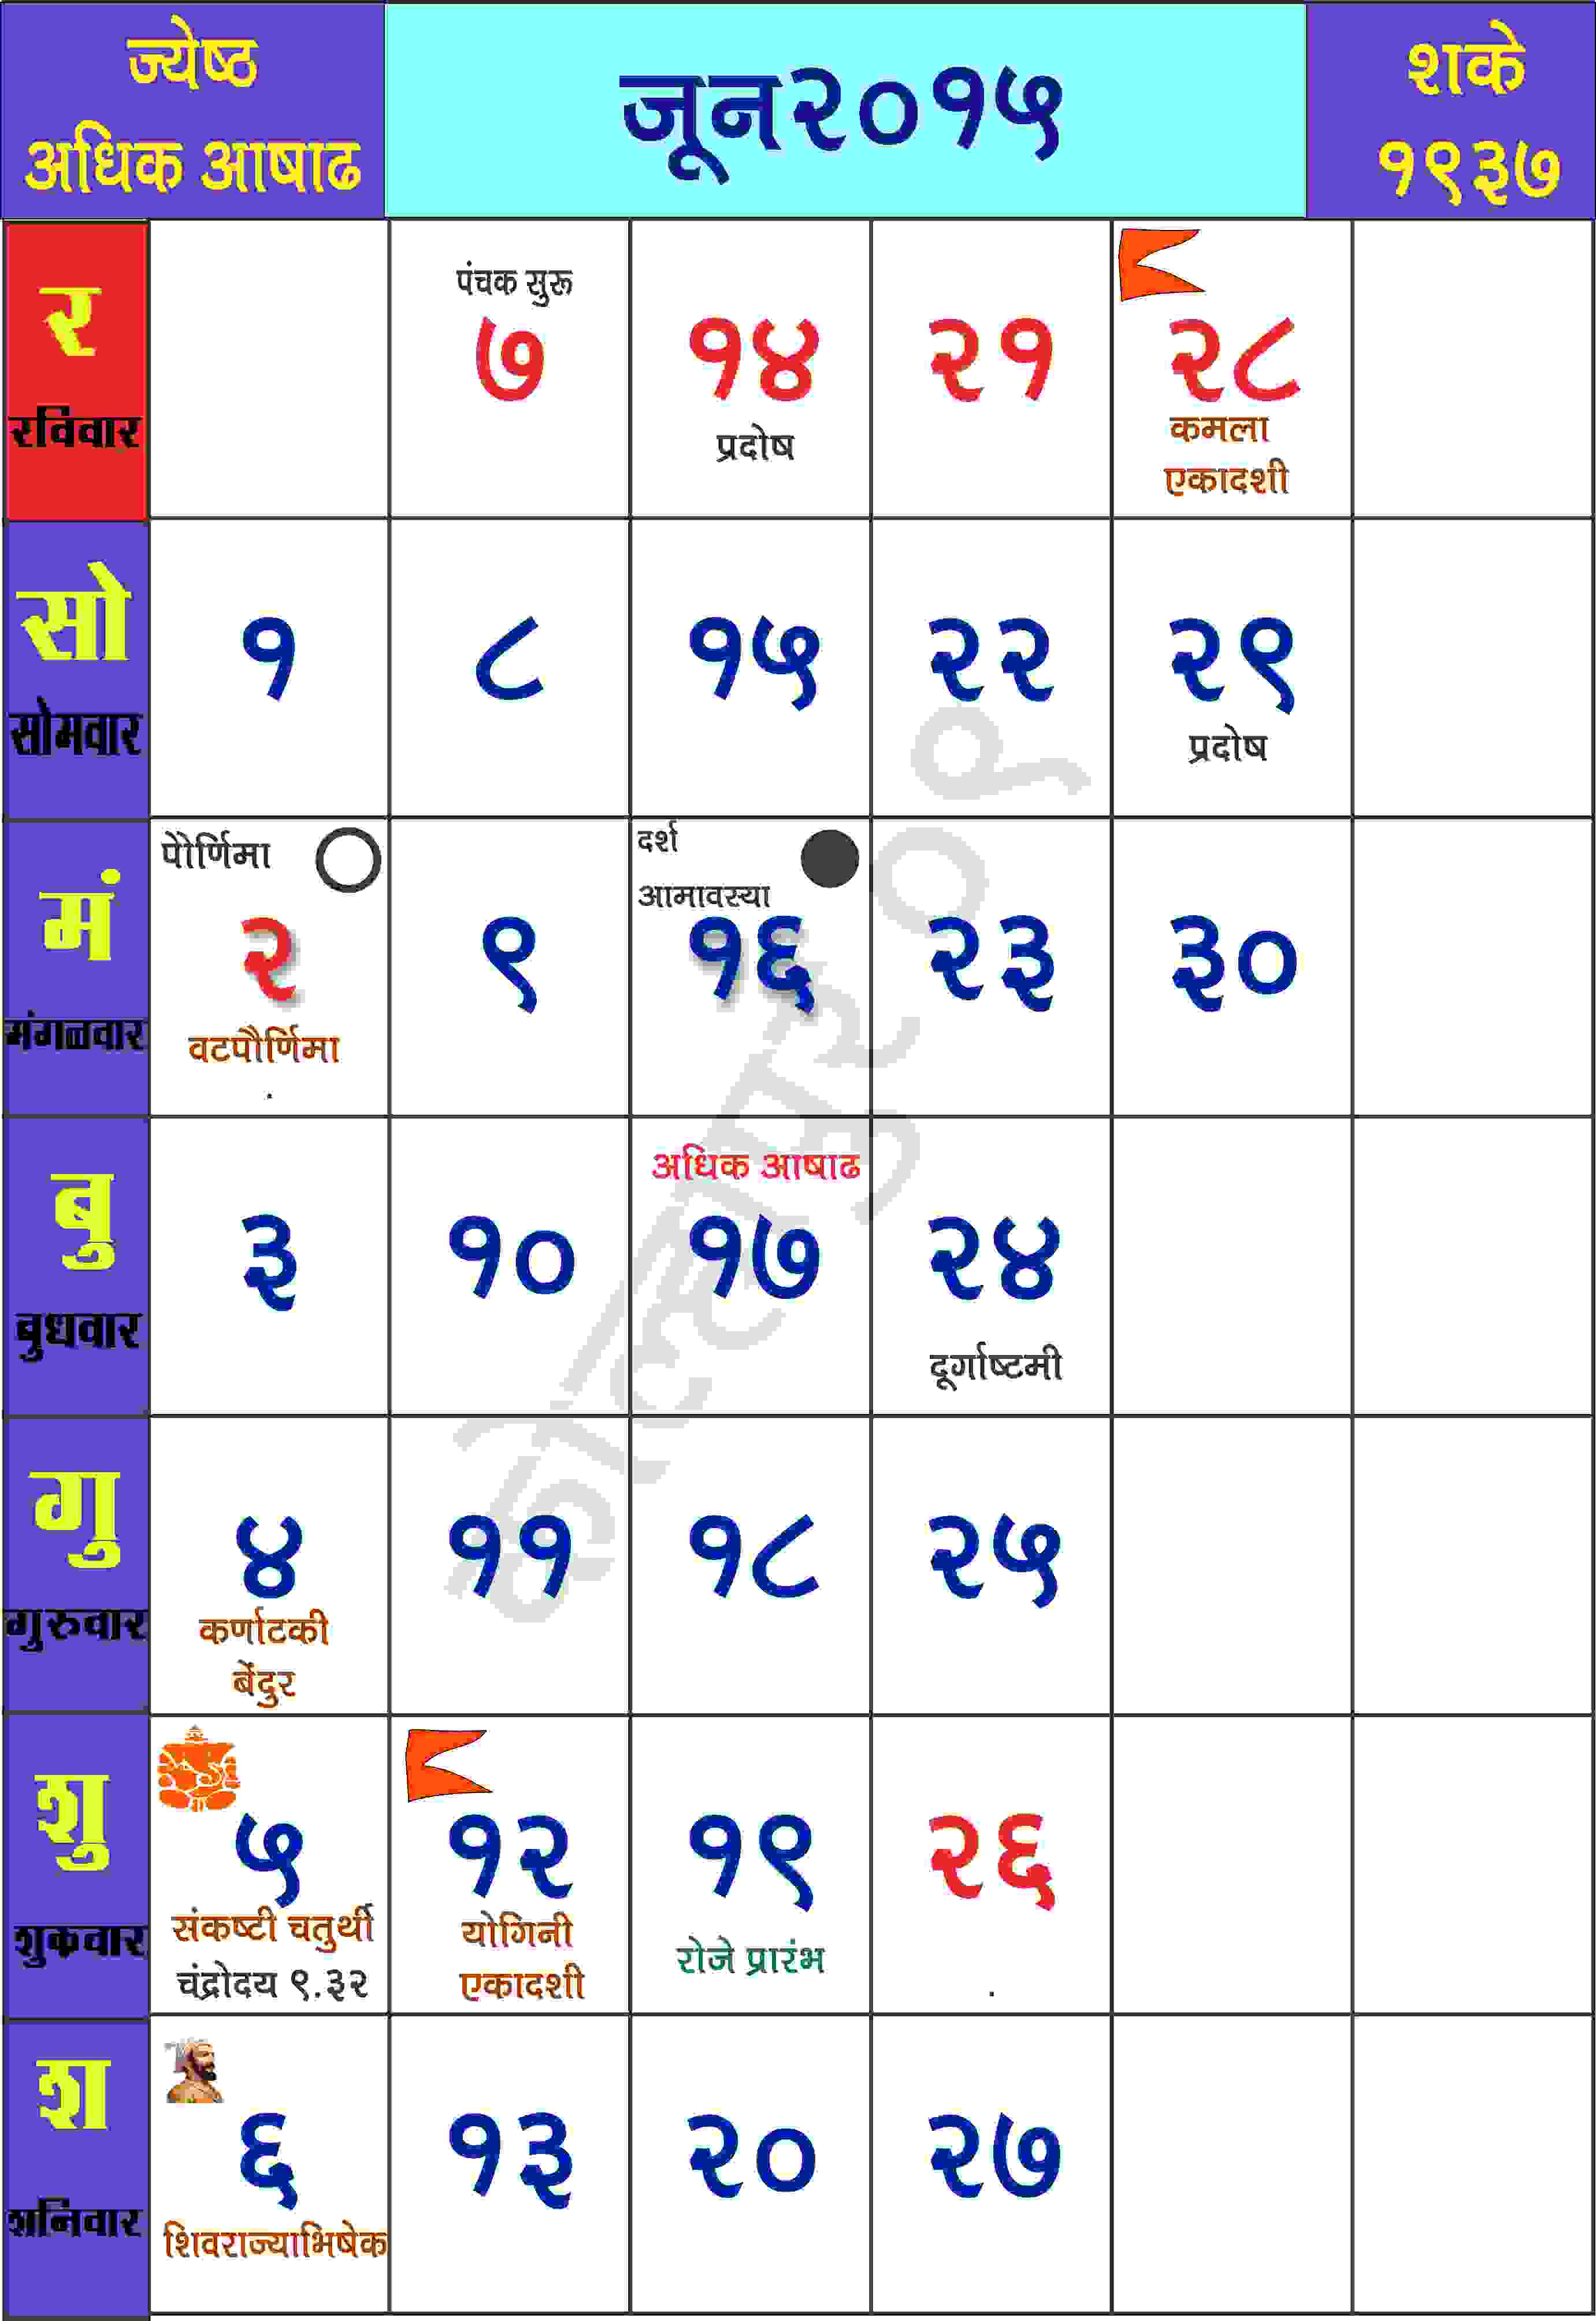 ज्येष्ठ
अधिक आषाढ
जून२०१५
शके
१९३७
र
रविवार
पंचक सुरू
७
१४
प्रदोष
२१
२८
कमला
एकादशी
सो
सोमवार
१
८
१५
२२
२९
प्रदोष
मं
मंगळवार
पौर्णिमा
२
वटपौर्णिमा
९
दर्श
आमावस्या
१६
२३
३०
बु
बुधवार
३
१०
अधिक आषाढ
१७
२४
दूर्गाष्टमी
गु
गुरुवार
४
कर्णाटकी
बेंदुर
११
१८
२५
शु
शुक्रवार
५
संकष्टी चतुर्थी
चंद्रोदय ९.३२
१२
योगिनी
एकादशी
१९
रोजे प्रारंभ
२६
श
शनिवार
६
शिवराज्याभिषेक
१३
२०
२७